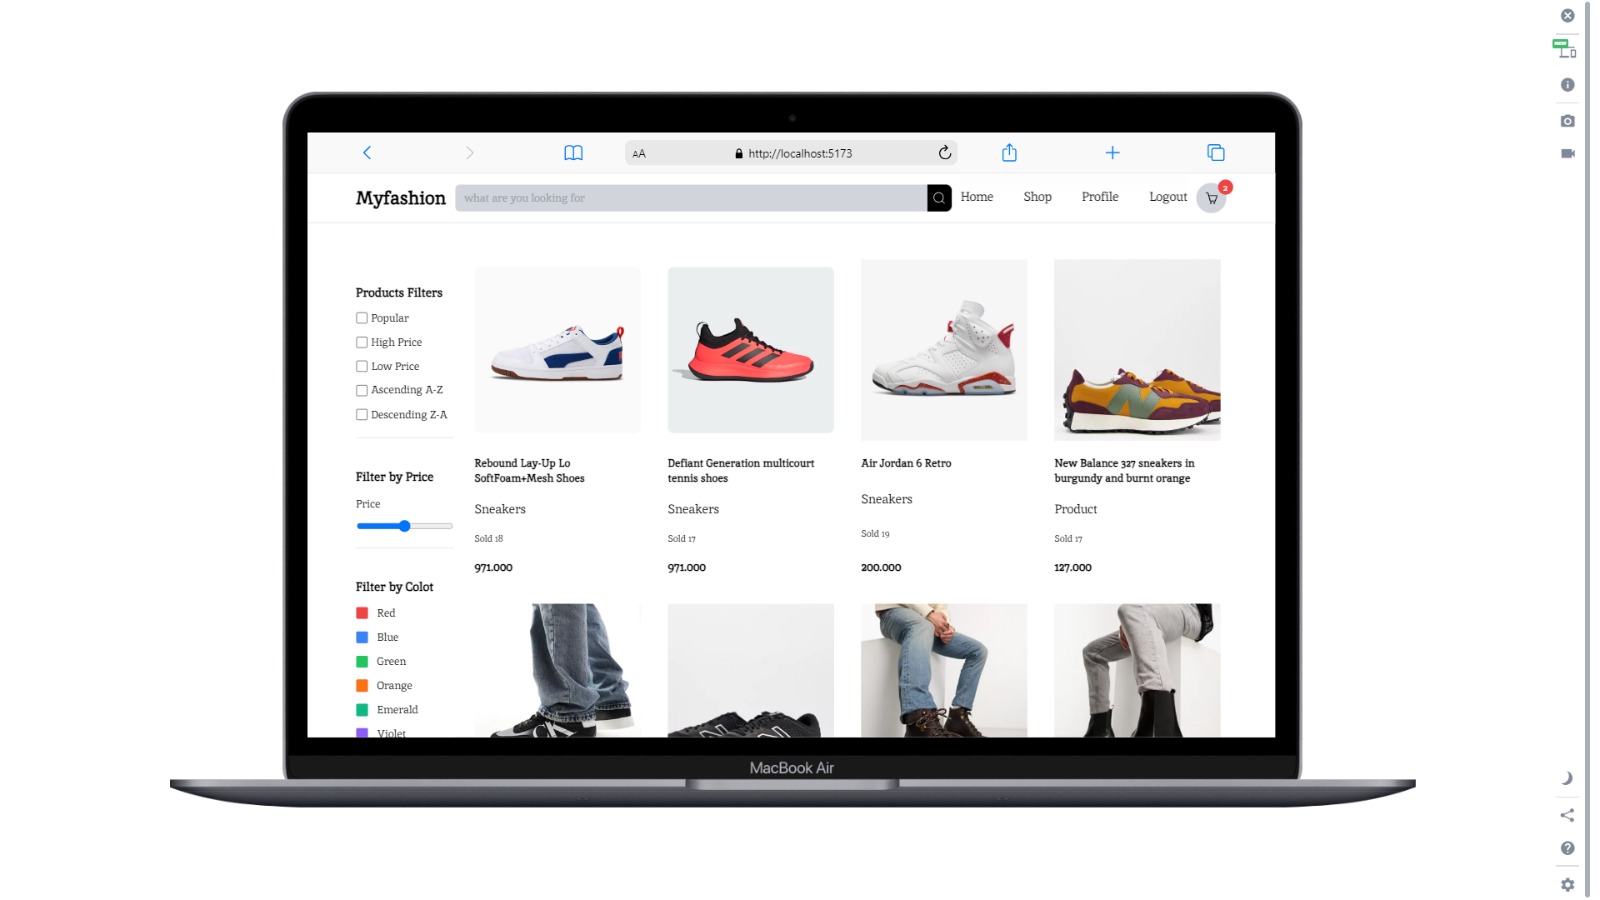 AA http://localhost:5173
Myfashion what are you looking for Home Shop Profile Logout 2
Products Filters
Popular
High Price
Low Price
Ascending A-Z
Descending Z-A
Filter by Price
Price
Filter by Colot
Red
Blue
Green
Orange
Emerald
Violet
Rebound Lay-Up Lo
SoftFoam+Mesh Shoes
Sneakers
Sold 18
971.000
Defiant Generation multicourt
tennis shoes
Sneakers
Sold 17
971.000
Air Jordan 6 Retro
Sneakers
Sold 19
200.000
New Balance 327 sneakers in
burgundy and burnt orange
Product
Sold 17
127.000
MacBook Air